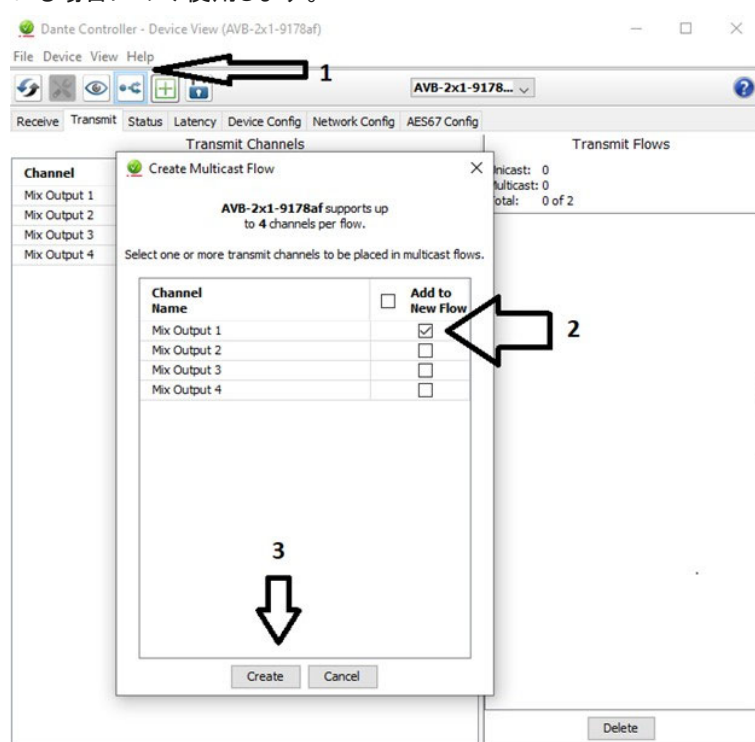 Dante Controller - Device View (AVB-2x1-9178af)
File Device View Help
1
AVB-2x1-9178...
Receive Transmit Status Latency Device Config Network Config AES67 Config
Transmit Channels
Transmit Flows
Channel
Mix Output 1
Mix Output 2
Mix Output 3
Mix Output 4
Create Multicast Flow
AVB-2x1-9178af supports up
to 4 channels per flow.
Select one or more transmit channels to be placed in multicast flows.
Channel
Name
Add to
New Flow
Mix Output 1
Mix Output 2
Mix Output 3
Mix Output 4
2
3
Create Cancel
0
0
0 of 2
Delete